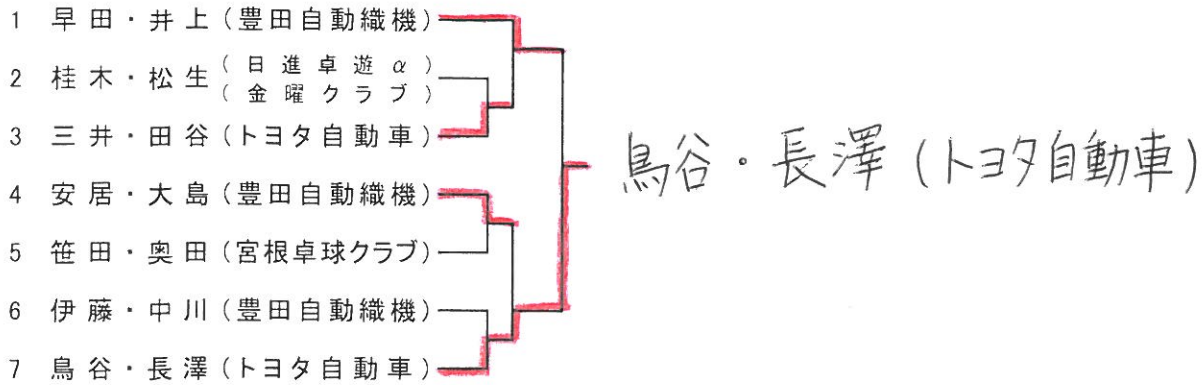 1 早田・井上(豊田自動織機)
2 桂木・松生(日進卓遊α)
(金曜クラブ)
3 三井・田谷(トヨタ自動車)
鳥谷・長澤(トヨタ自動車)
4 安居・大島(豊田自動織機)
5 笹田・奥田(宮根卓球クラブ)
6 伊藤・中川(豊田自動織機)
7 鳥谷・長澤(トヨタ自動車)